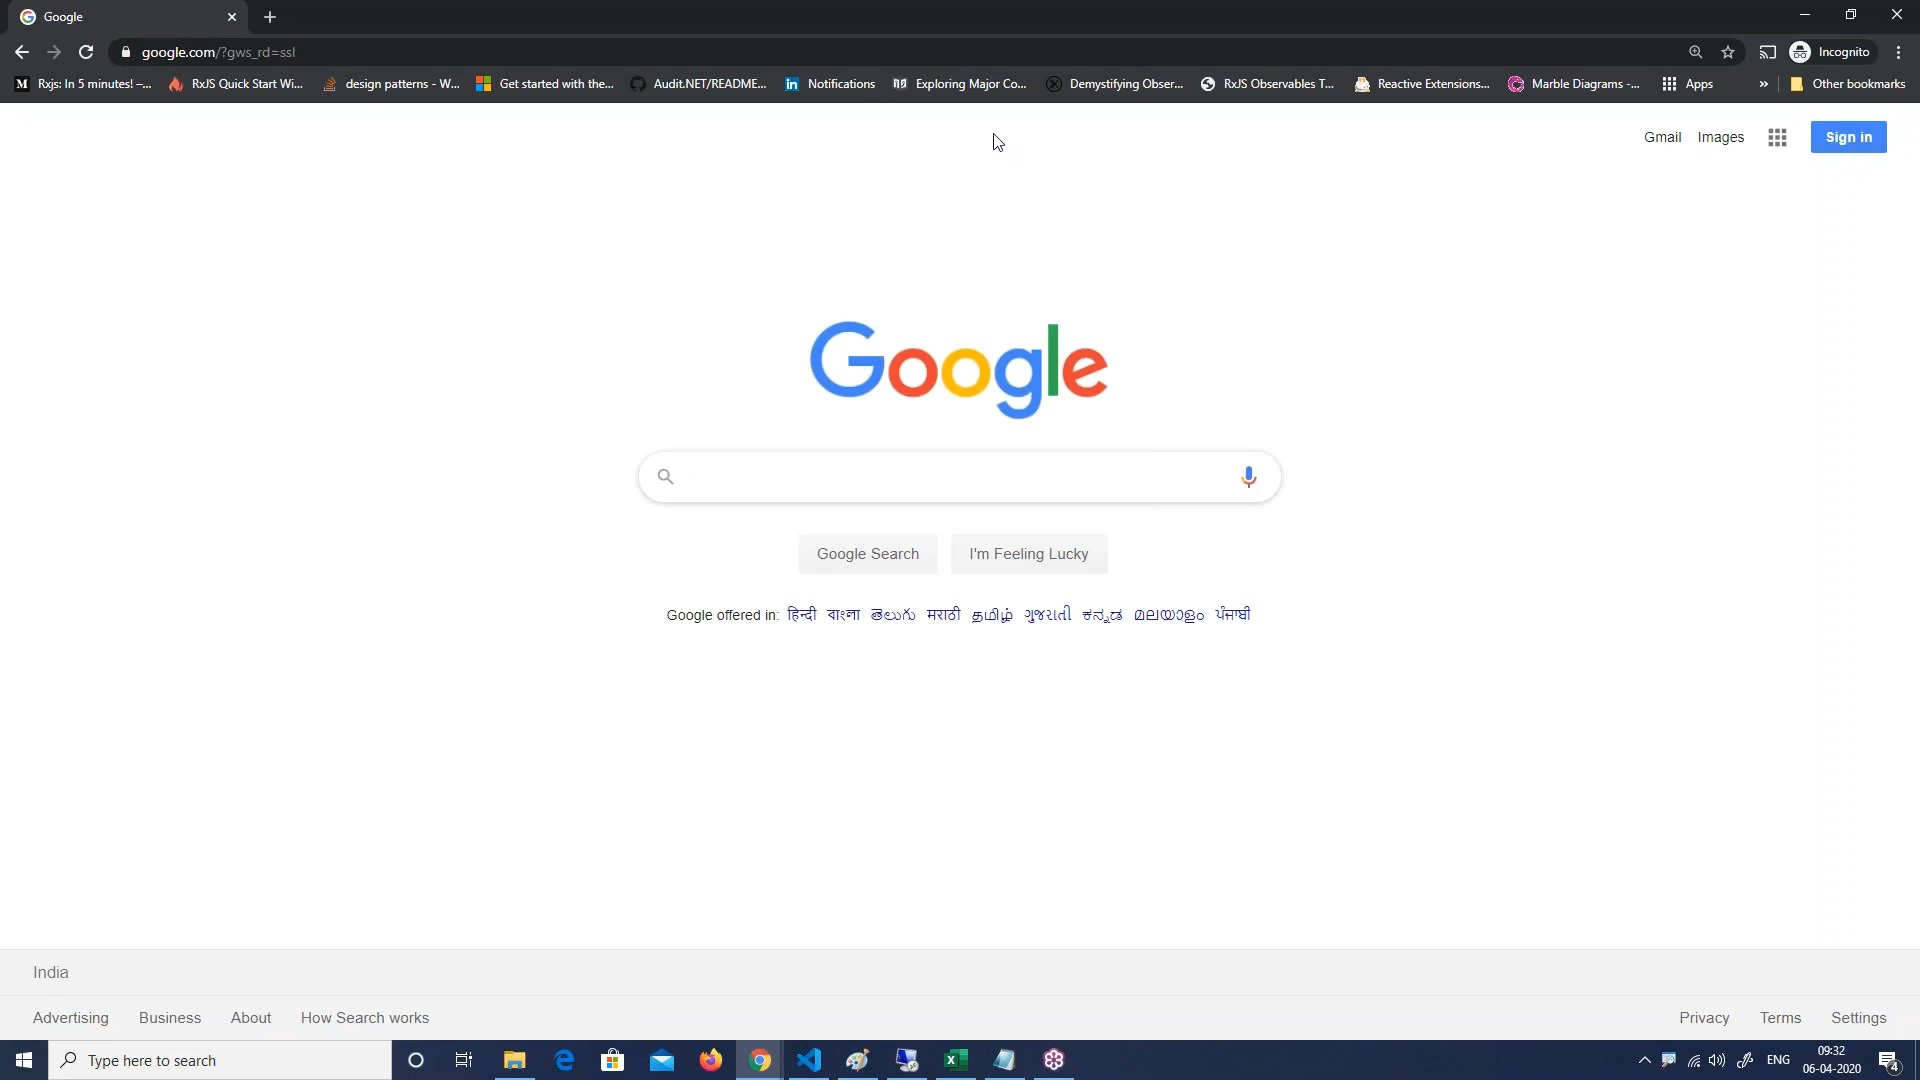 Google
google.com/?gws_rd=ssl
Incognito
Rxjs: In 5 minutes! –...
RxJS Quick Start Wi...
design patterns - W...
Get started with the...
Audit.NET/README...
Notifications
Exploring Major Co...
Demystifying Obser...
RxJS Observables T...
Reactive Extensions...
Marble Diagrams -...
Apps
»
Other bookmarks
Gmail
Images
Sign in
Google
Google Search
I'm Feeling Lucky
Google offered in: हिन्दी বাংলা తెలుగు मराठी தமிழ் ગુજરાતી ಕನ್ನಡ മലയാളം ਪੰਜਾਬੀ
India
Advertising
Business
About
How Search works
Privacy
Terms
Settings
Type here to search
ENG
09:32
06-04-2020
4